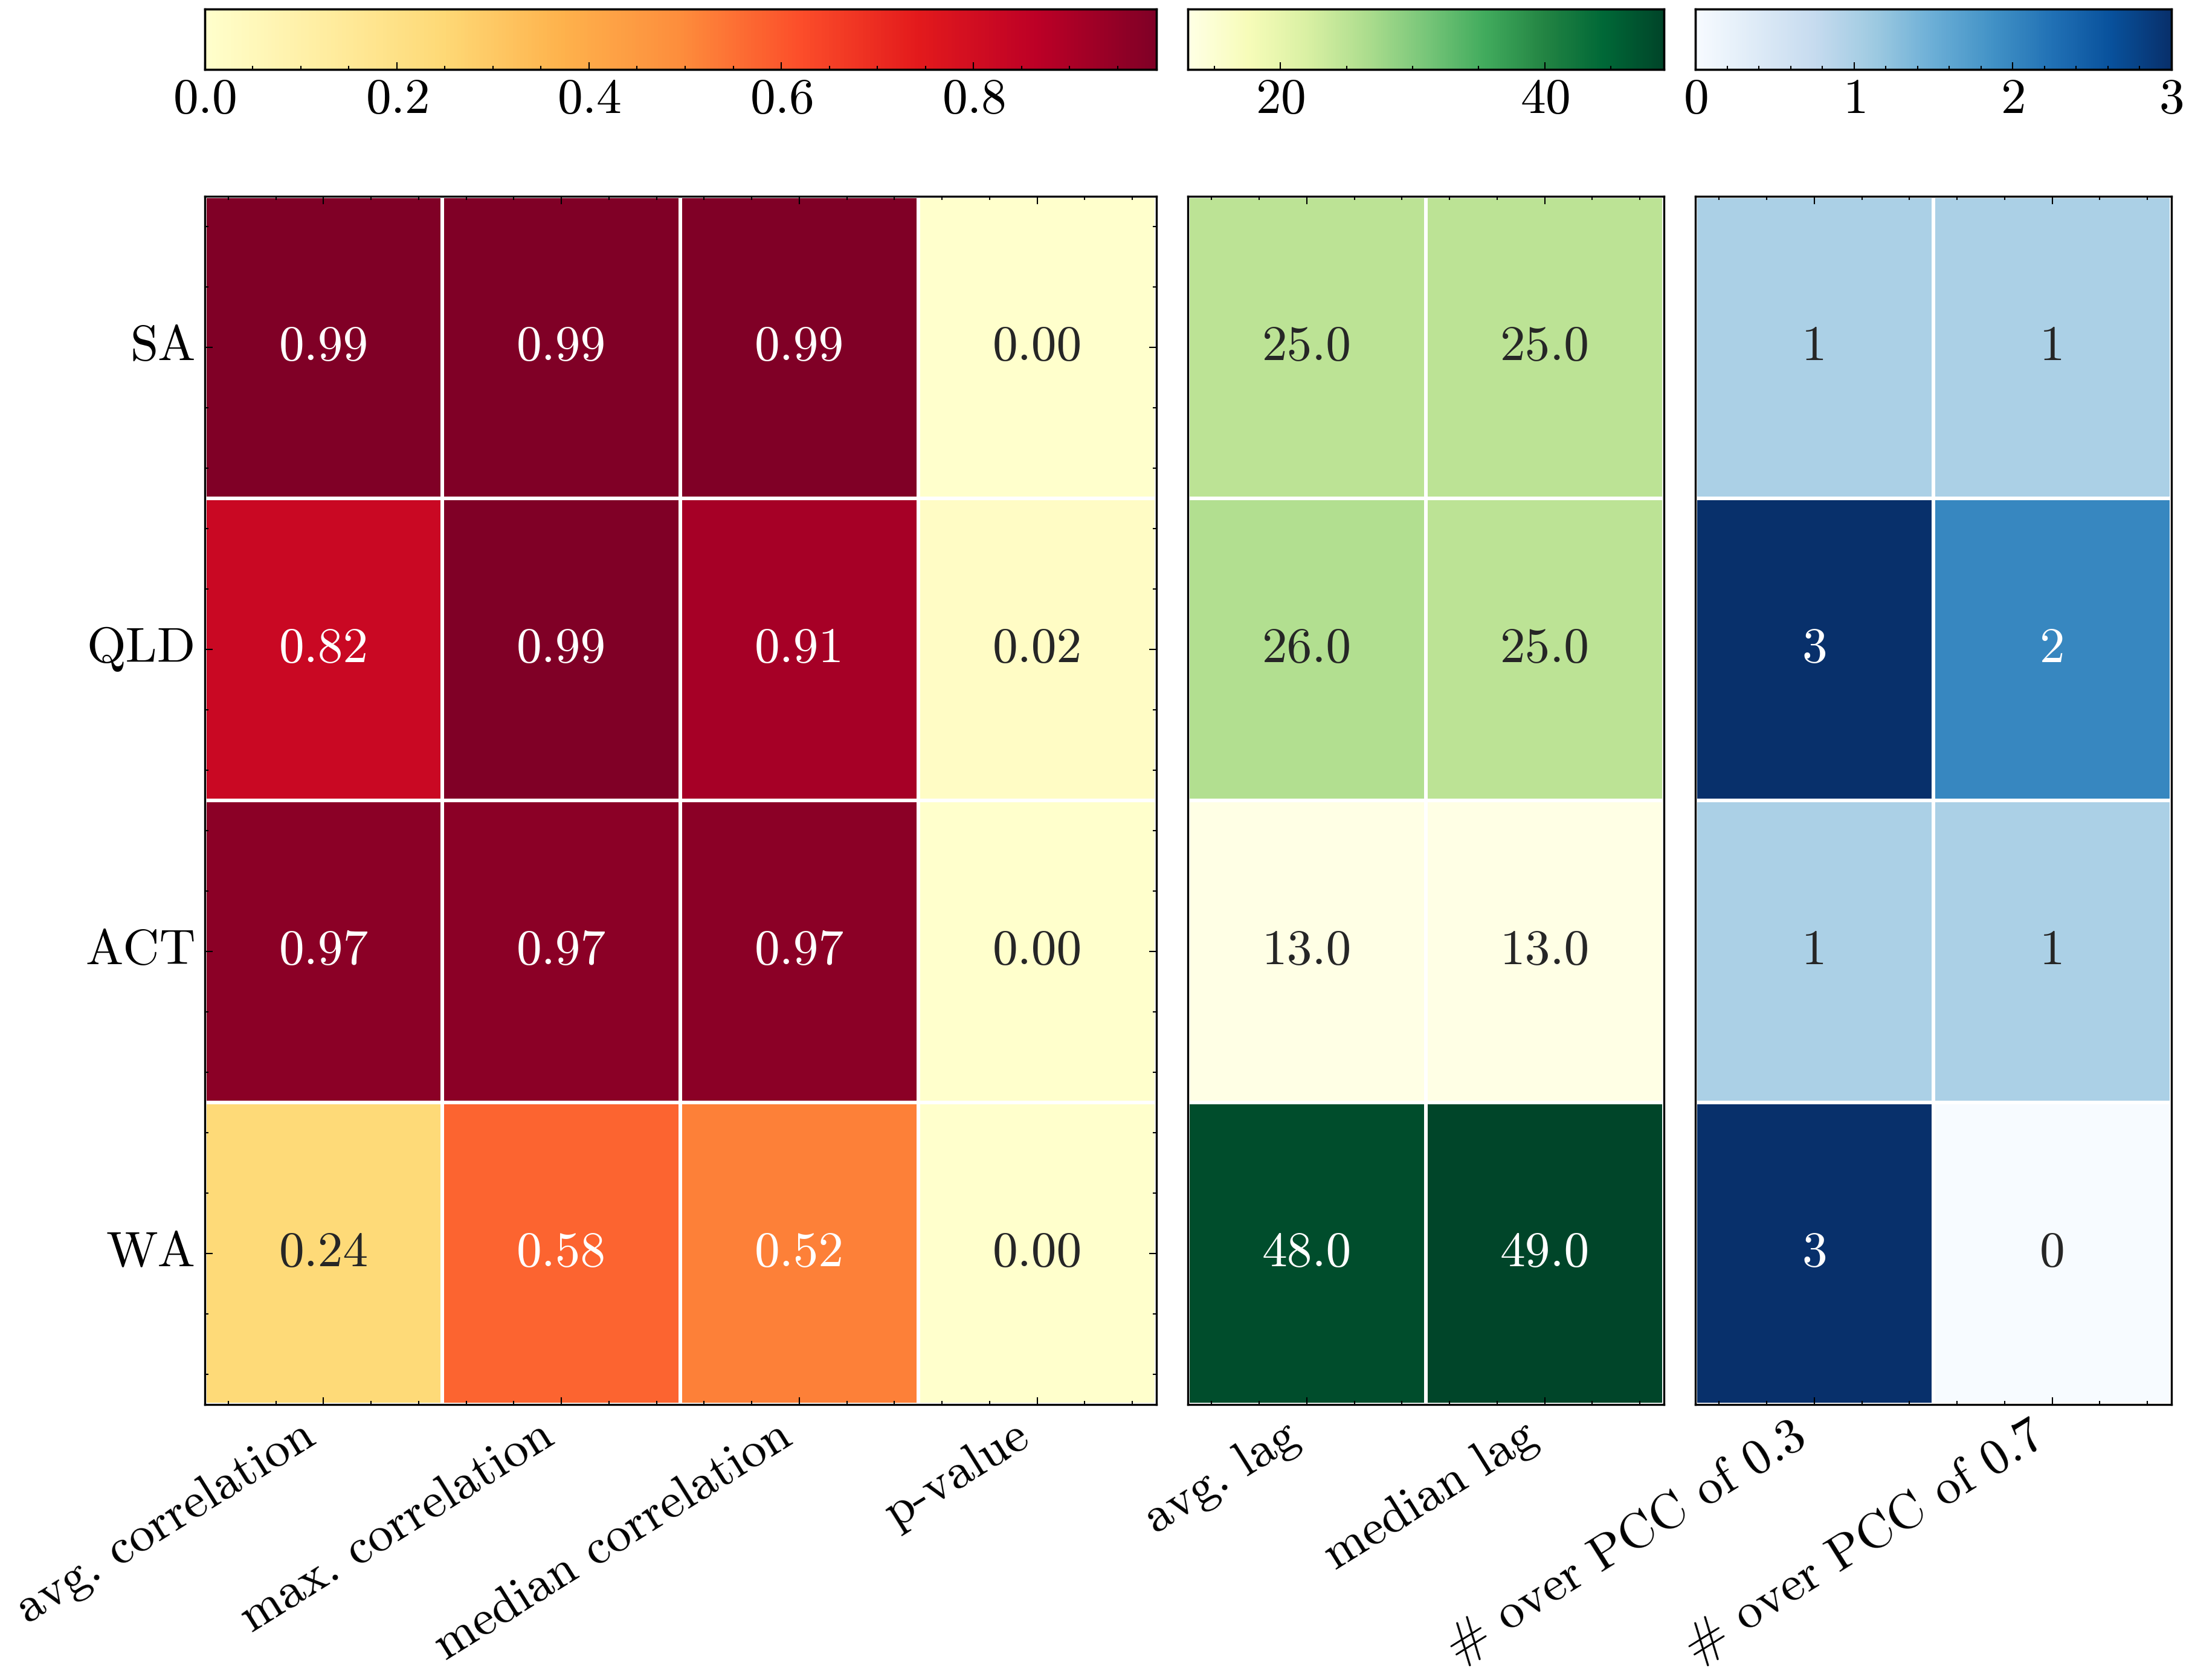 0.0 0.2 0.4 0.6 0.8 20 40 0 1 2 3
SA 0.99 0.99 0.99 0.00 25.0 25.0 1 1
QLD 0.82 0.99 0.91 0.02 26.0 25.0 3 2
ACT 0.97 0.97 0.97 0.00 13.0 13.0 1 1
WA 0.24 0.58 0.52 0.00 48.0 49.0 3 0
avg. correlation
max. correlation
median correlation
p-value
avg. lag
median lag
# over PCC of 0.3
# over PCC of 0.7